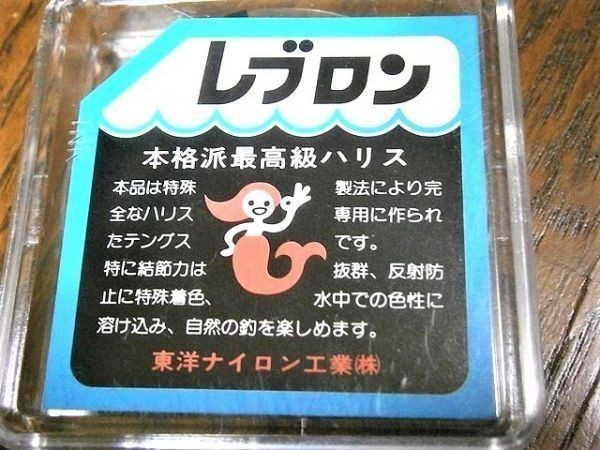 レブロン
本格派最高級ハリス
本品は特殊製法により完
全なハリス専用に作られ
たテングスです。
特に結節力は抜群、反射防
止に特殊着色、水中での色性に
溶け込み、自然の釣を楽しめます。
東洋ナイロン工業㈱